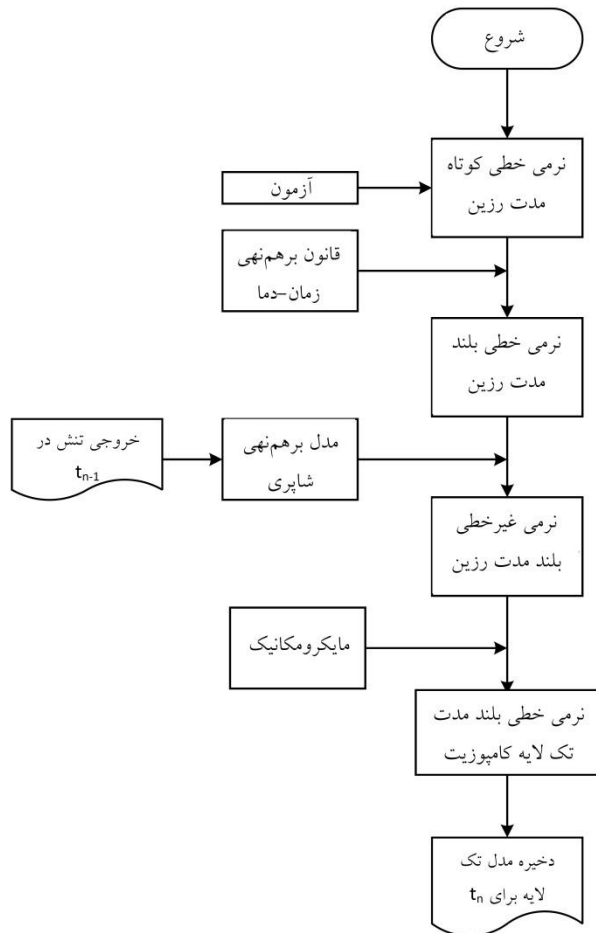 شروع
نرمی خطی کوتاه
مدت رزین
آزمون
قانون برهم‌نهی
زمان-دما
نرمی خطی بلند
مدت رزین
خروجی تنش در
tn-1
مدل برهم‌نهی
شاپری
نرمی غیرخطی
بلند مدت رزین
مایکرومکانیک
نرمی خطی بلند مدت
تک لایه کامپوزیت
دخیره مدل تک
لایه برای tn